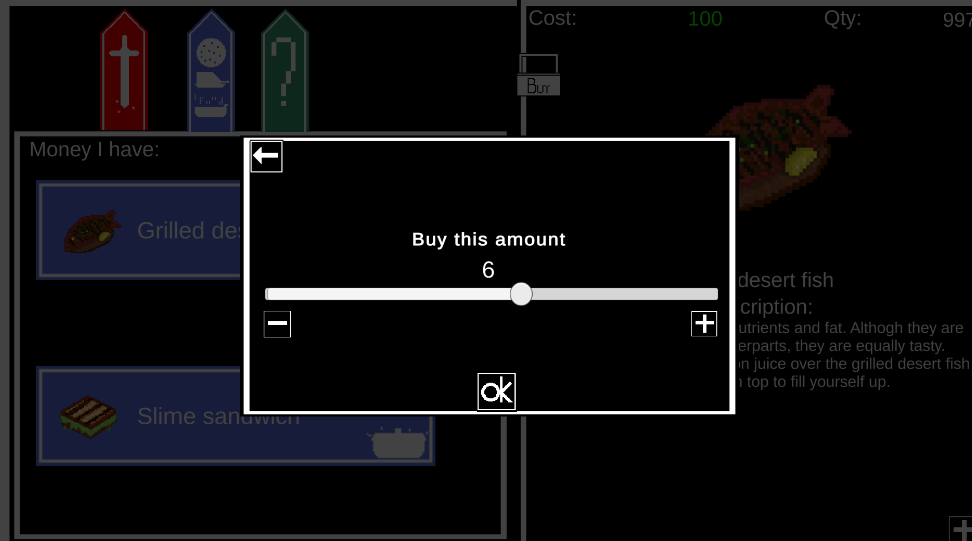 Cost: 100 Qty: 997
Buy
Money I have:
Buy this amount
6
Grilled des
desert fish
cription:
utrients and fat. Althogh they are
erparts, they are equally tasty.
n juice over the grilled desert fish
top to fill yourself up.
OK
Slime sandwich